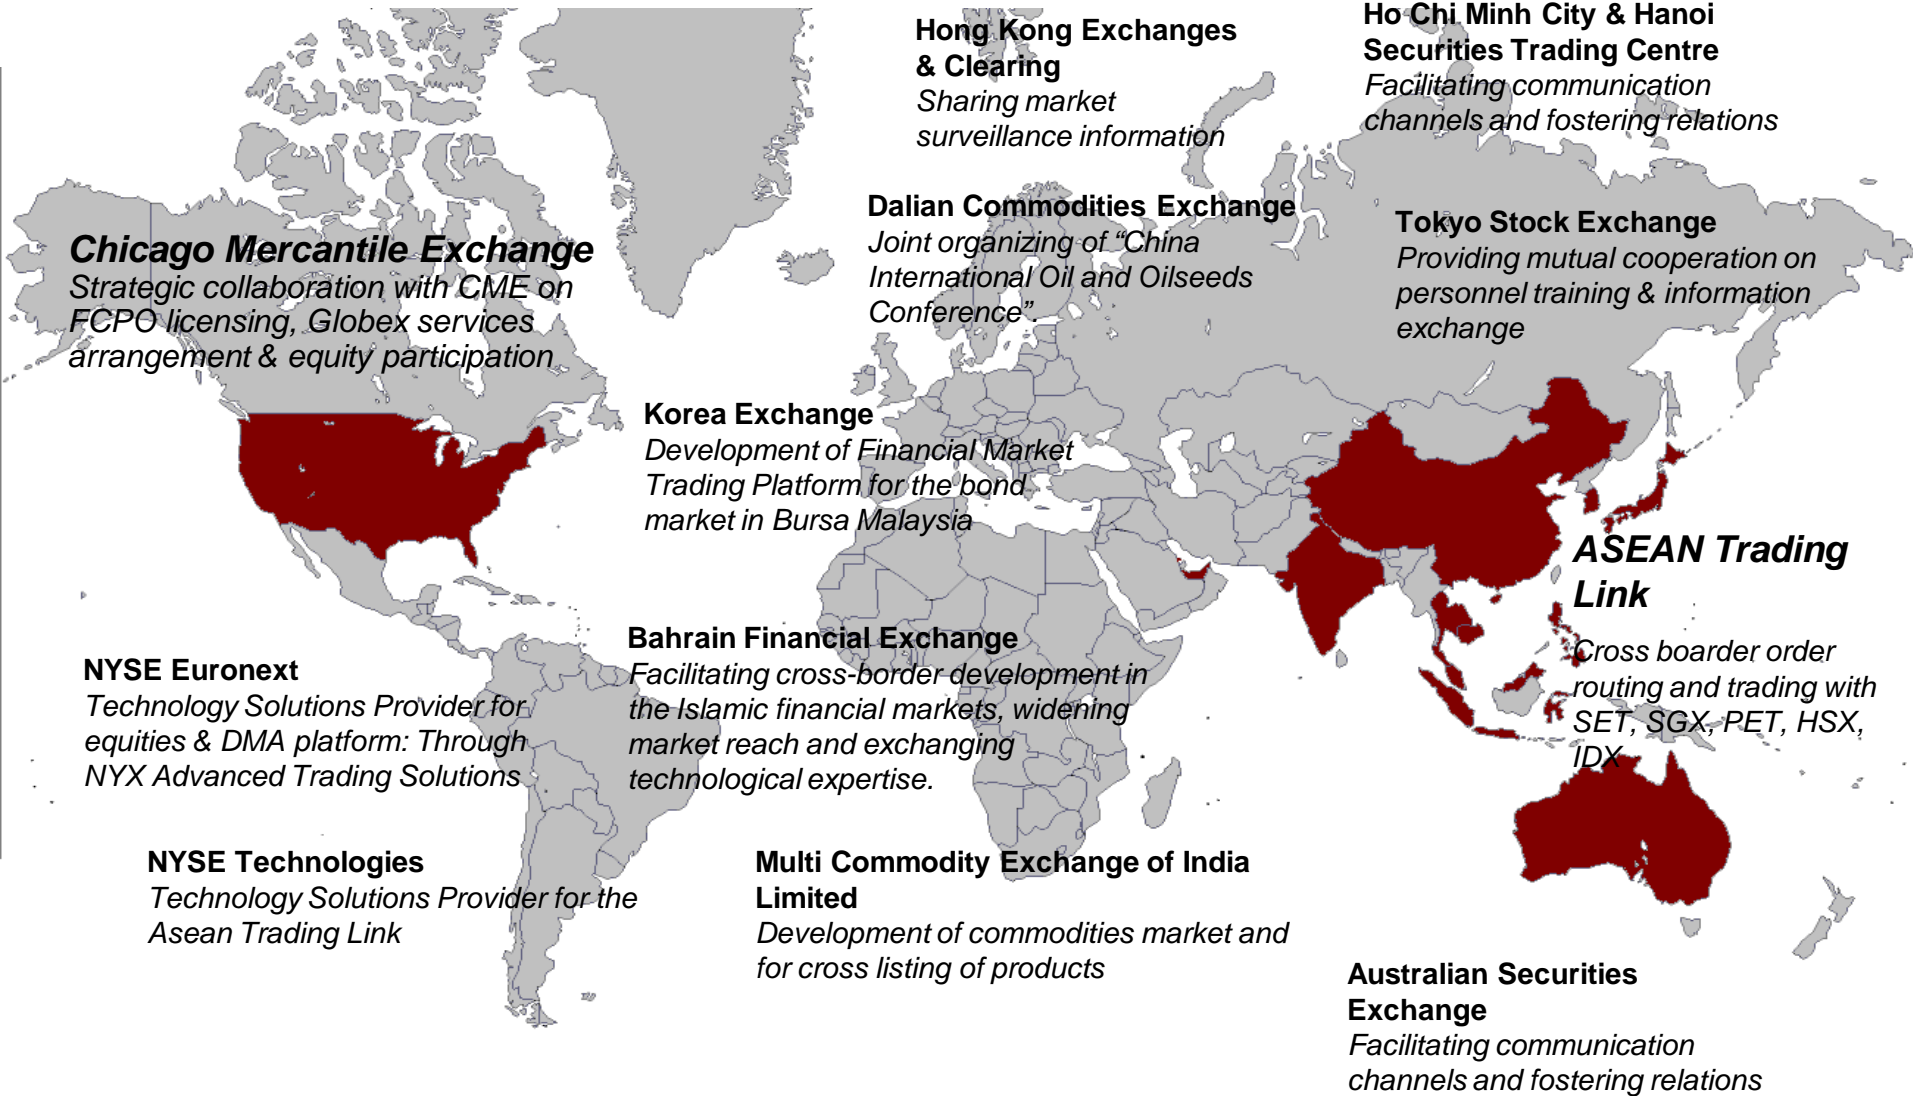 Hong Kong Exchanges
& Clearing
Sharing market
surveillance information
Ho Chi Minh City & Hanoi
Securities Trading Centre
Facilitating communication
channels and fostering relations
Dalian Commodities Exchange
Joint organizing of “China
International Oil and Oilseeds
Conference”.
Tokyo Stock Exchange
Providing mutual cooperation on
personnel training & information
exchange
Chicago Mercantile Exchange
Strategic collaboration with CME on
FCPO licensing, Globex services
arrangement & equity participation
Korea Exchange
Development of Financial Market
Trading Platform for the bond
market in Bursa Malaysia
ASEAN Trading
Link
Cross boarder order
routing and trading with
SET, SGX, PET, HSX,
IDX
Bahrain Financial Exchange
Facilitating cross-border development in
the Islamic financial markets, widening
market reach and exchanging
technological expertise.
NYSE Euronext
Technology Solutions Provider for
equities & DMA platform: Through
NYX Advanced Trading Solutions
NYSE Technologies
Technology Solutions Provider for the
Asean Trading Link
Multi Commodity Exchange of India
Limited
Development of commodities market and
for cross listing of products
Australian Securities
Exchange
Facilitating communication
channels and fostering relations